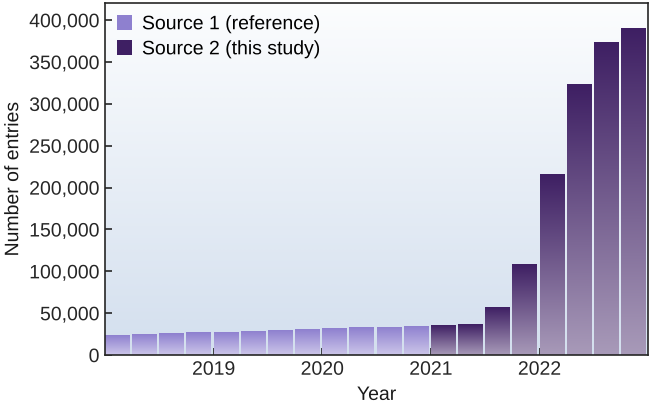 Source 1 (reference)
Source 2 (this study)
400,000
350,000
300,000
250,000
200,000
150,000
100,000
50,000
0
Number of entries
2019 2020 2021 2022
Year